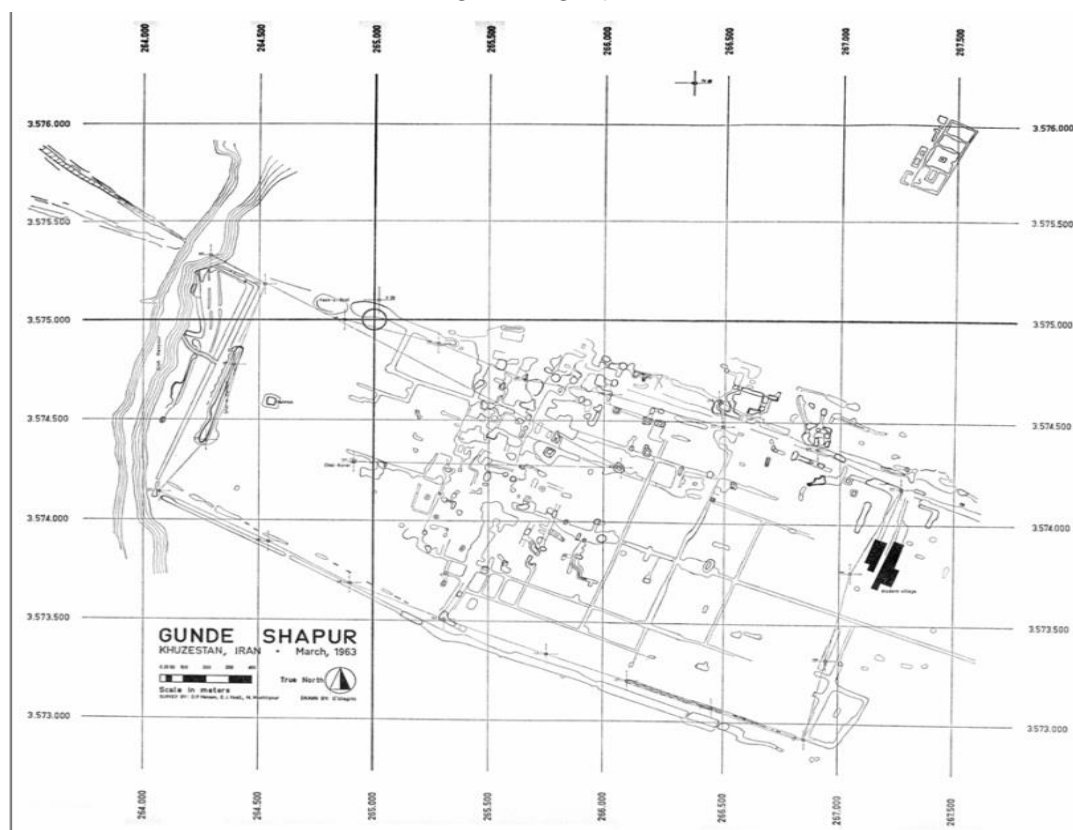 264.000 264.500 265.000 265.500 266.000 266.500 267.000 267.500
3.576.000 3.576.000
3.575.500 3.575.500
3.575.000 3.575.000
3.574.500 3.574.500
3.574.000 3.574.000
Modern village
3.573.500 3.573.500
GUNDE SHAPUR
KHUZESTAN, IRAN - March, 1963
True North
Scale in meters
SURVEY BY:
DRAWN BY:
3.573.000 3.573.000
264.000 264.500 265.000 265.500 266.000 266.500 267.000 267.500